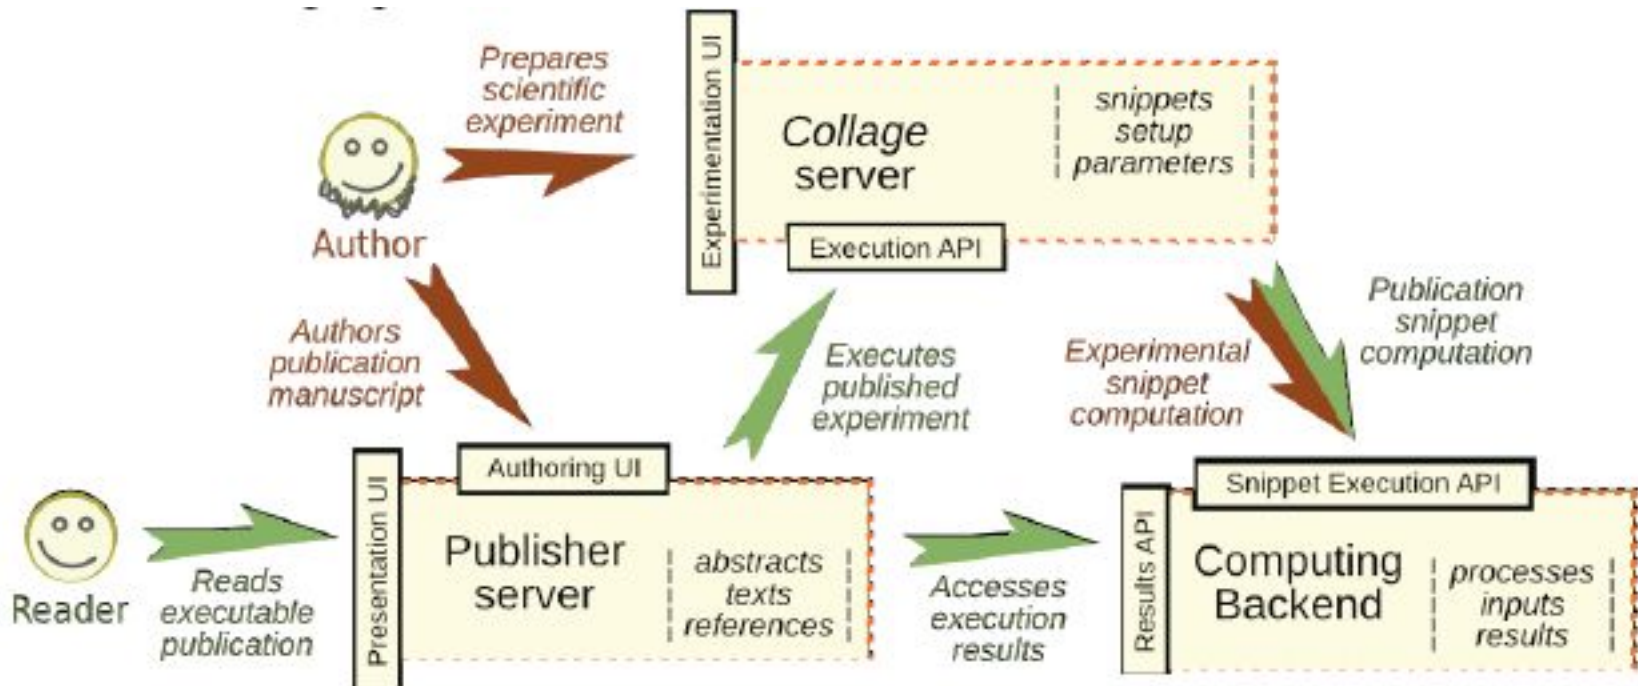 Prepares
scientific
experiment
Author
Experimentation UI
Collage
server
snippets
setup
parameters
Execution API
Authors
publication
manuscript
Executes
published
experiment
Experimental
snippet
computation
Publication
snippet
computation
Reader
Reads
executable
publication
Presentation UI
Authoring UI
Publisher
server
abstracts
texts
references
Accesses
execution
results
Results API
Snippet Execution API
Computing
Backend
processes
inputs
results